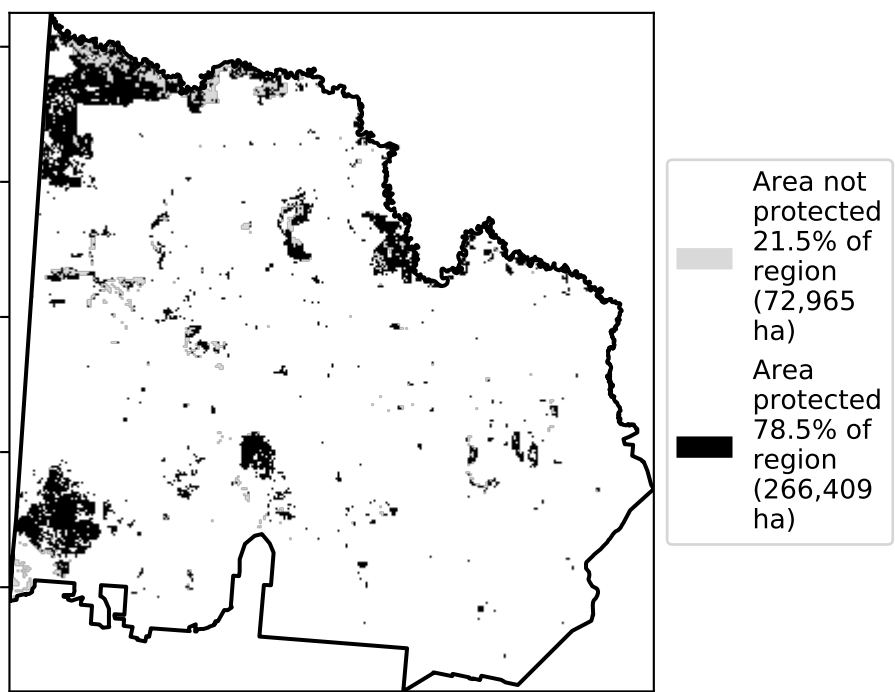 Area not
protected
21.5% of
region
(72,965
ha)
Area
protected
78.5% of
region
(266,409
ha)